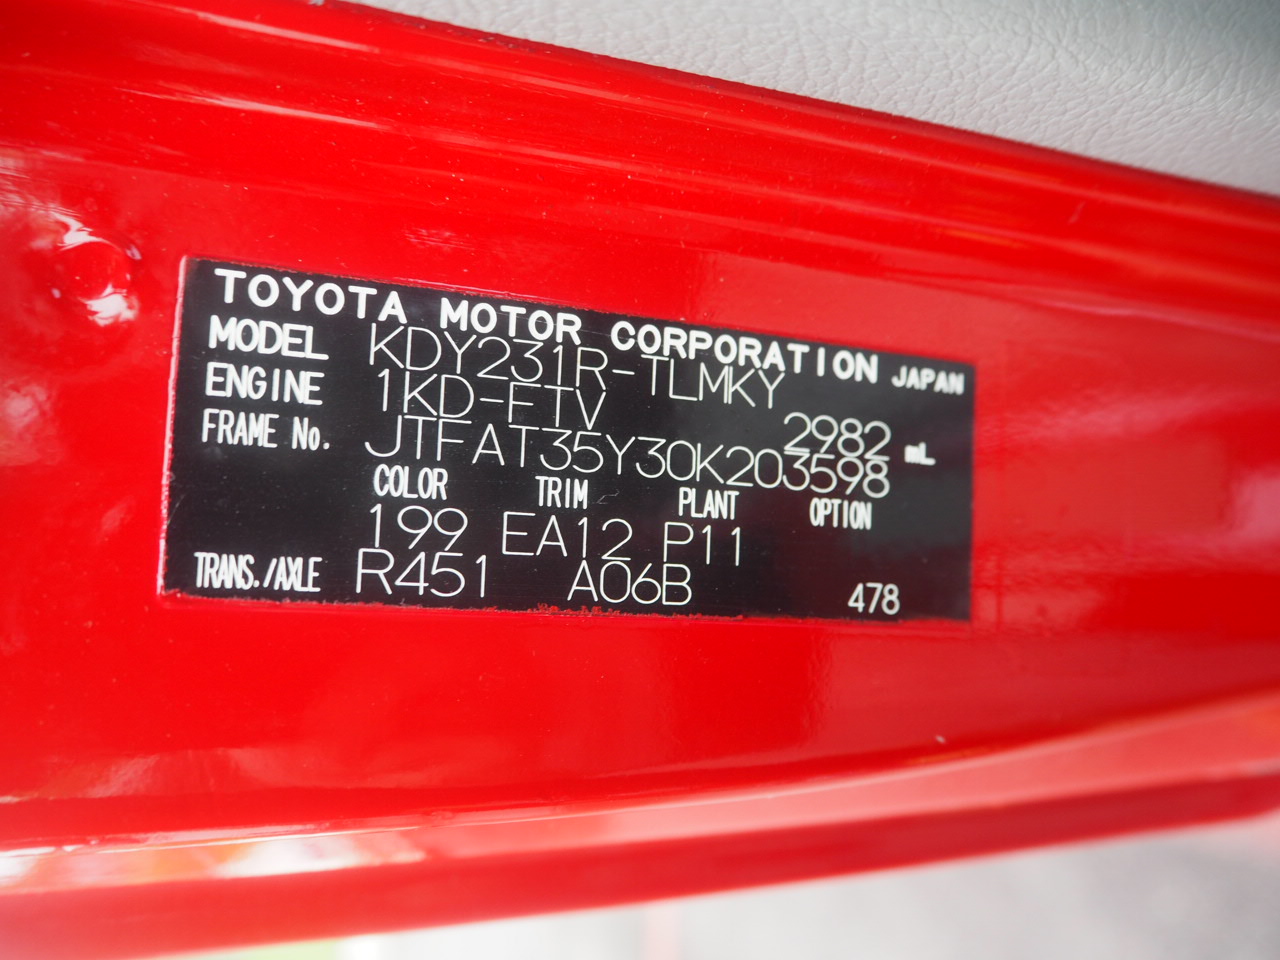 TOYOTA MOTOR CORPORATION JAPAN
MODEL KDY231R-TLMKY
ENGINE 1KD-FTV 2982 mL
FRAME No. JTFAT35Y30K203598
COLOR TRIM PLANT OPTION
199 EA12 P11
TRANS./AXLE R451 A06B 478